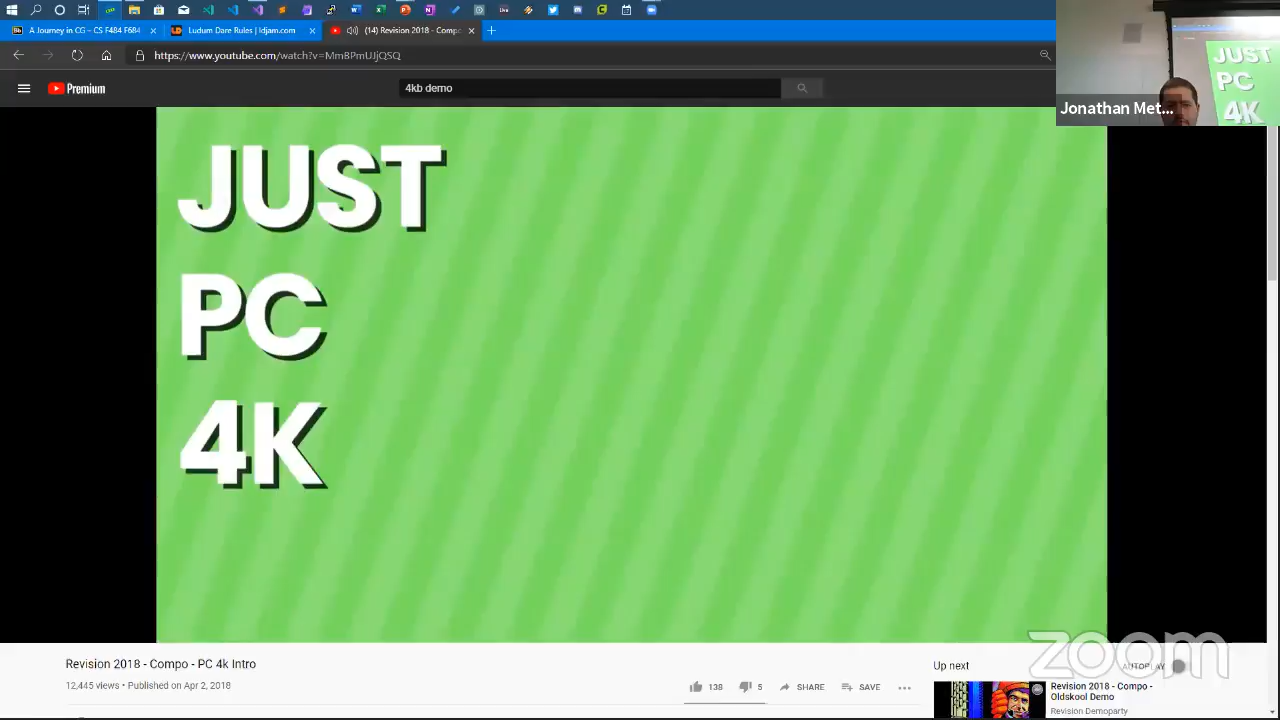 A Journey in CG – CS F484 F684
Ludum Dare Rules | ldjam.com
(14) Revision 2018 - Compo
https://www.youtube.com/watch?v=MmBPmUJjQSQ
Premium
4kb demo
JUST
PC
4K
JUST
PC
4K
Jonathan Met...
Revision 2018 - Compo - PC 4k Intro
12,445 views • Published on Apr 2, 2018
138
5
SHARE
SAVE
Up next
AUTOPLAY
zoom
Revision 2018 - Compo -
Oldskool Demo
Revision Demoparty